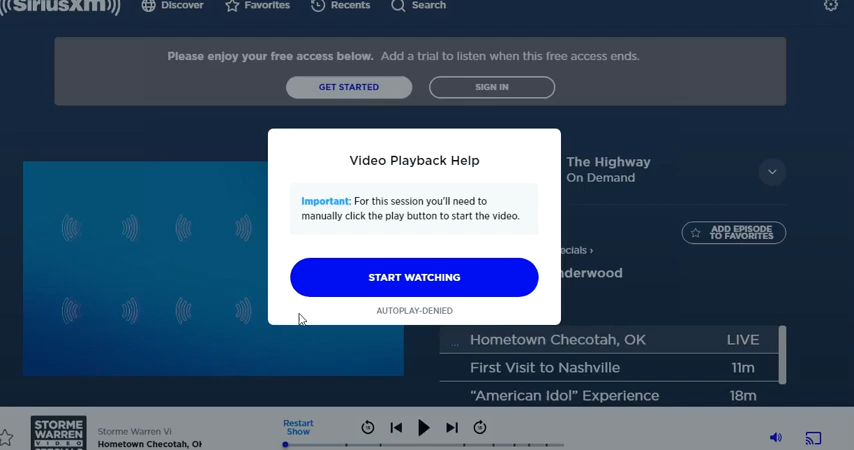 ((SiriusXM))
Discover
Favorites
Recents
Search
Please enjoy your free access below. Add a trial to listen when this free access ends.
GET STARTED
SIGN IN
Video Playback Help
Important: For this session you'll need to
manually click the play button to start the video.
START WATCHING
AUTOPLAY-DENIED
The Highway
On Demand
ADD EPISODE
TO FAVORITES
ecials ›
nderwood
... Hometown Checotah, OK LIVE
First Visit to Nashville 11m
“American Idol” Experience 18m
STORME
WARREN
VIDEO
SPECIALS
Storme Warren Vi
Hometown Checotah, Ok
Restart
Show
15
15